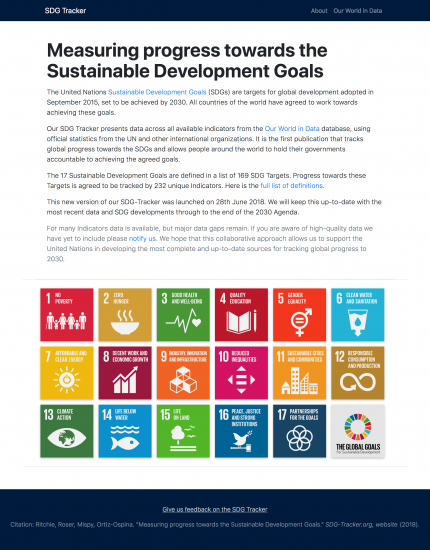 SDG Tracker
About Our World in Data
Measuring progress towards the
Sustainable Development Goals
The United Nations Sustainable Development Goals (SDGs) are targets for global development adopted in
September 2015, set to be achieved by 2030. All countries of the world have agreed to work towards
achieving these goals.
Our SDG Tracker presents data across all available indicators from the Our World in Data database, using
official statistics from the UN and other international organizations. It is the first publication that tracks
global progress towards the SDGs and allows people around the world to hold their governments
accountable to achieving the agreed goals.
The 17 Sustainable Development Goals are defined in a list of 169 SDG Targets. Progress towards these
Targets is agreed to be tracked by 232 unique Indicators. Here is the full list of definitions.
This new version of our SDG-Tracker was launched on 28th June 2018. We will keep this up-to-date with the
most recent data and SDG developments through to the end of the 2030 Agenda.
For many Indicators data is available, but major data gaps remain. If you are aware of high-quality data we
have yet to include please notify us. We hope that this collaborative approach allows us to support the
United Nations in developing the most complete and up-to-date sources for tracking global progress to
2030.
1 NO
POVERTY
2 ZERO
HUNGER
3 GOOD HEALTH
AND WELL-BEING
4 QUALITY
EDUCATION
5 GENDER
EQUALITY
6 CLEAN WATER
AND SANITATION
7 AFFORDABLE AND
CLEAN ENERGY
8 DECENT WORK AND
ECONOMIC GROWTH
9 INDUSTRY, INNOVATION
AND INFRASTRUCTURE
10 REDUCED
INEQUALITIES
11 SUSTAINABLE CITIES
AND COMMUNITIES
12 RESPONSIBLE
CONSUMPTION
AND PRODUCTION
13 CLIMATE
ACTION
14 LIFE BELOW
WATER
15 LIFE
ON LAND
16 PEACE, JUSTICE
AND STRONG
INSTITUTIONS
17 PARTNERSHIPS
FOR THE GOALS
THE GLOBAL GOALS
For Sustainable Development
Give us feedback on the SDG Tracker
Citation: Ritchie, Roser, Mispy, Ortiz-Ospina. "Measuring progress towards the Sustainable Development Goals." SDG-Tracker.org, website (2018).